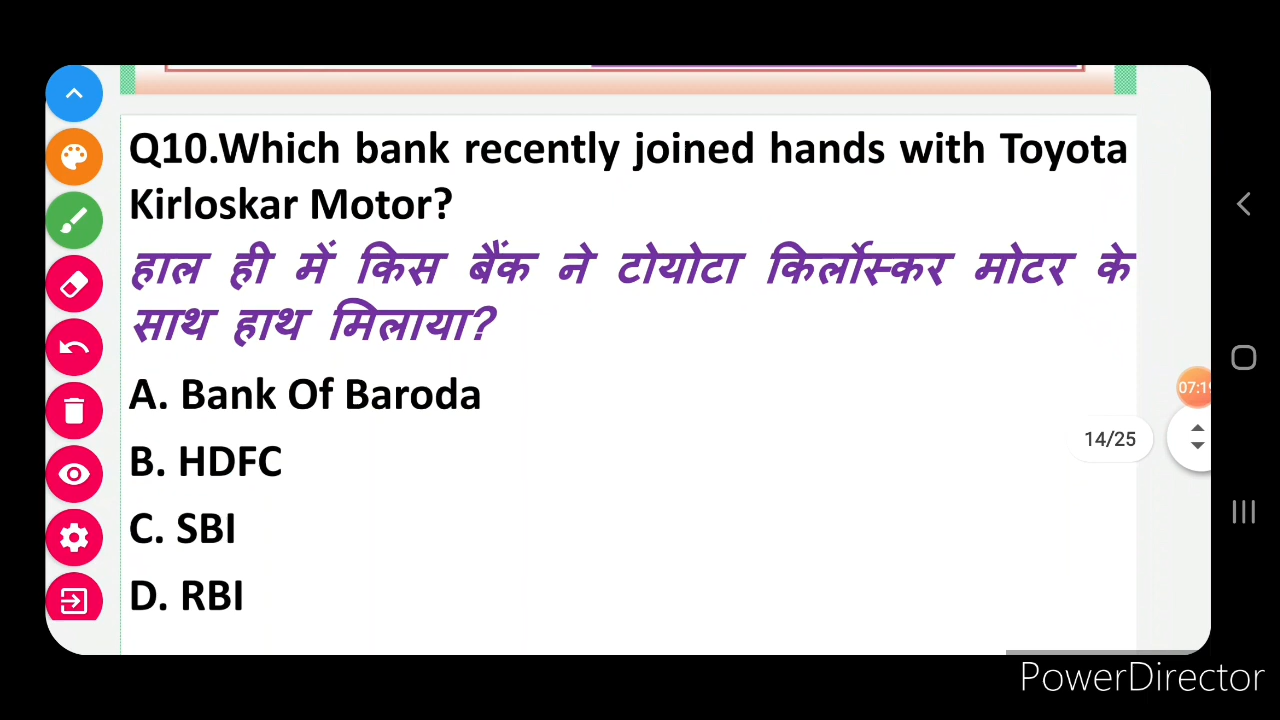 Q10.Which bank recently joined hands with Toyota
Kirloskar Motor?
हाल ही में किस बैंक ने टोयोटा किर्लोस्कर मोटर के
साथ हाथ मिलाया?
A. Bank Of Baroda
B. HDFC
C. SBI
D. RBI
14/25
PowerDirector